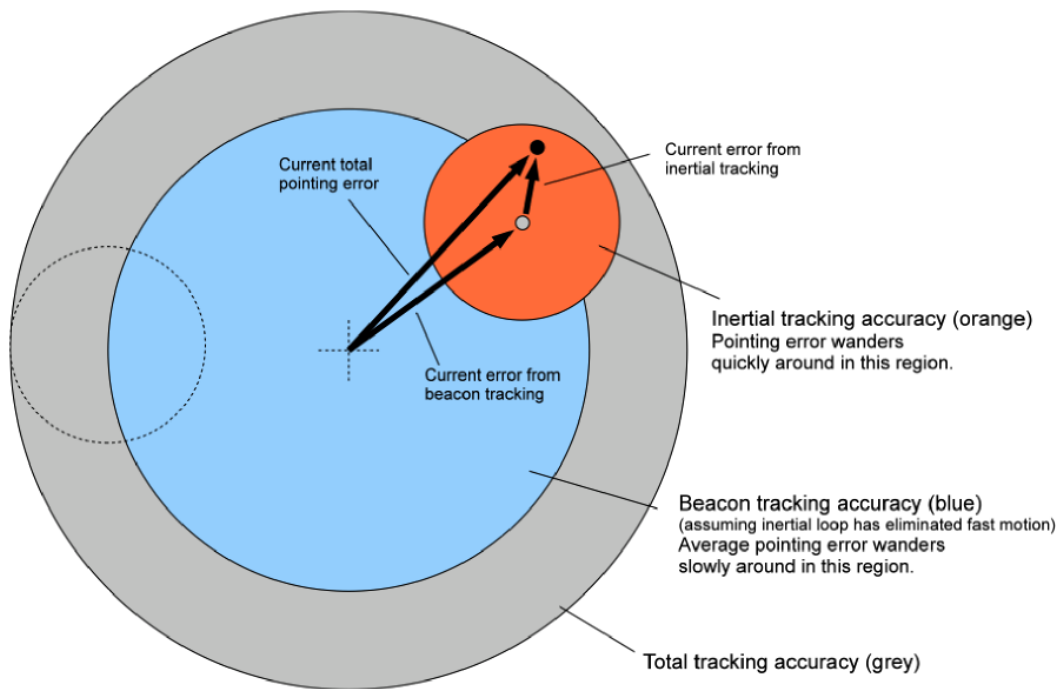 Current total
pointing error
Current error from
inertial tracking
Current error from
beacon tracking
Inertial tracking accuracy (orange)
Pointing error wanders
quickly around in this region.
Beacon tracking accuracy (blue)
(assuming inertial loop has eliminated fast motion)
Average pointing error wanders
slowly around in this region.
Total tracking accuracy (grey)